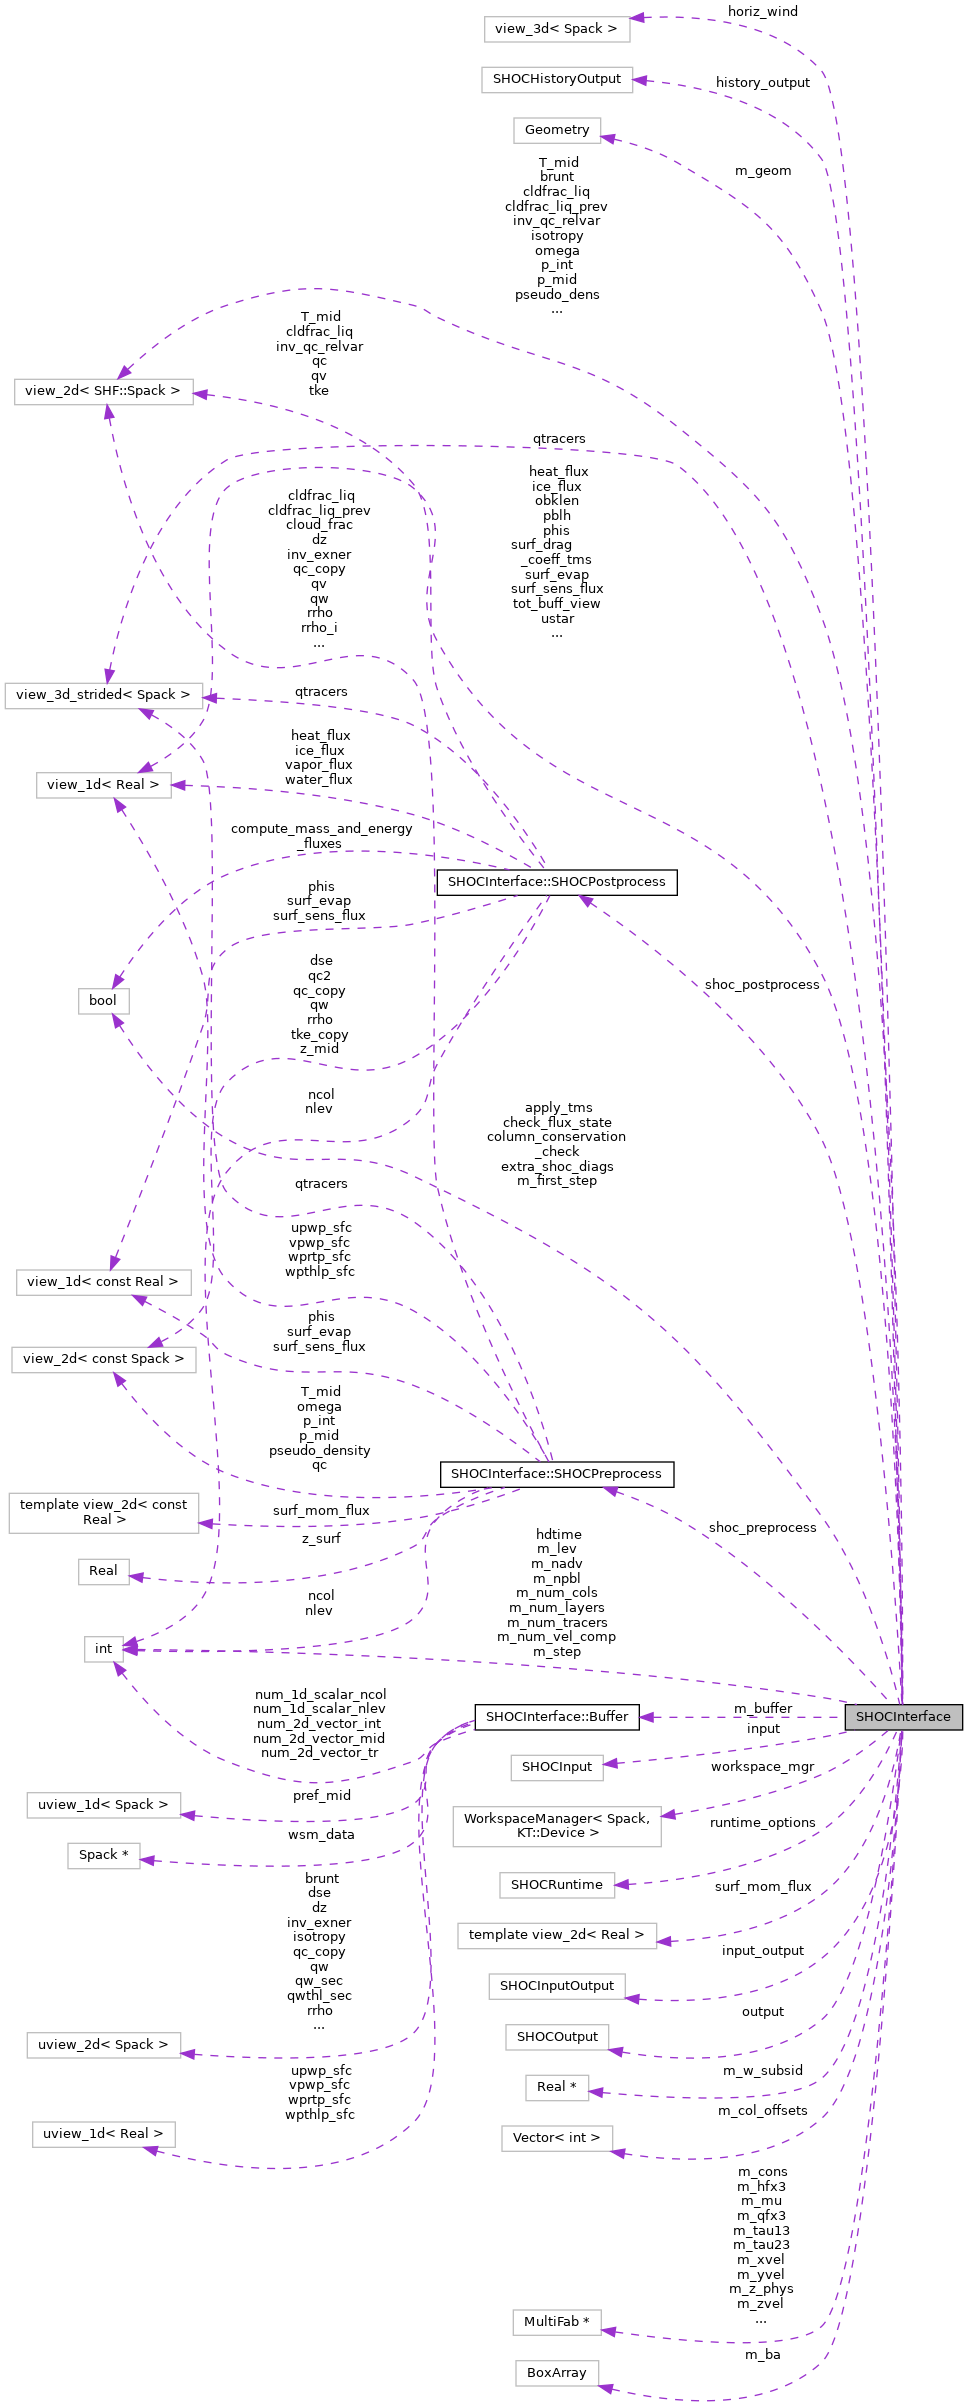 horiz_wind
view_3d< Spack >
SHOCHistoryOutput
history_output
Geometry
m_geom
T_mid
brunt
cldfrac_liq
cldfrac_liq_prev
inv_qc_relvar
isotropy
omega
p_int
p_mid
pseudo_dens
...
T_mid
cldfrac_liq
inv_qc_relvar
qc
qv
tke
view_2d< SHF::Spack >
qtracers
heat_flux
ice_flux
obklen
pblh
phis
surf_drag
_coeff_tms
surf_evap
surf_sens_flux
tot_buff_view
ustar
...
cldfrac_liq
cldfrac_liq_prev
cloud_frac
dz
inv_exner
qc_copy
qv
qw
rrho
rrho_i
...
view_3d_strided< Spack >
qtracers
heat_flux
ice_flux
vapor_flux
water_flux
view_1d< Real >
compute_mass_and_energy
_fluxes
SHOCInterface::SHOCPostprocess
phis
surf_evap
surf_sens_flux
dse
qc2
qc_copy
qw
rrho
tke_copy
z_mid
shoc_postprocess
bool
ncol
nlev
apply_tms
check_flux_state
column_conservation
_check
extra_shoc_diags
m_first_step
qtracers
upwp_sfc
vpwp_sfc
wprtp_sfc
wpthlp_sfc
view_1d< const Real >
phis
surf_evap
surf_sens_flux
view_2d< const Spack >
T_mid
omega
p_int
p_mid
pseudo_density
qc
SHOCInterface::SHOCPreprocess
template view_2d< const
Real >
surf_mom_flux
z_surf
shoc_preprocess
Real
hdtime
m_lev
m_nadv
m_npbl
m_num_cols
m_num_layers
m_num_tracers
m_num_vel_comp
m_step
ncol
nlev
int
num_1d_scalar_ncol
num_1d_scalar_nlev
num_2d_vector_int
num_2d_vector_mid
num_2d_vector_tr
SHOCInterface::Buffer
m_buffer
SHOCInterface
input
SHOCInput
workspace_mgr
pref_mid
uview_1d< Spack >
WorkspaceManager< Spack,
KT::Device >
runtime_options
wsm_data
Spack *
SHOCRuntime
surf_mom_flux
brunt
dse
dz
inv_exner
isotropy
qc_copy
qw
qw_sec
qwthl_sec
rrho
...
template view_2d< Real >
input_output
SHOCInputOutput
output
SHOCOutput
uview_2d< Spack >
m_w_subsid
Real *
upwp_sfc
vpwp_sfc
wprtp_sfc
wpthlp_sfc
m_col_offsets
uview_1d< Real >
Vector< int >
m_cons
m_hfx3
m_mu
m_qfx3
m_tau13
m_tau23
m_xvel
m_yvel
m_z_phys
m_zvel
...
MultiFab *
m_ba
BoxArray